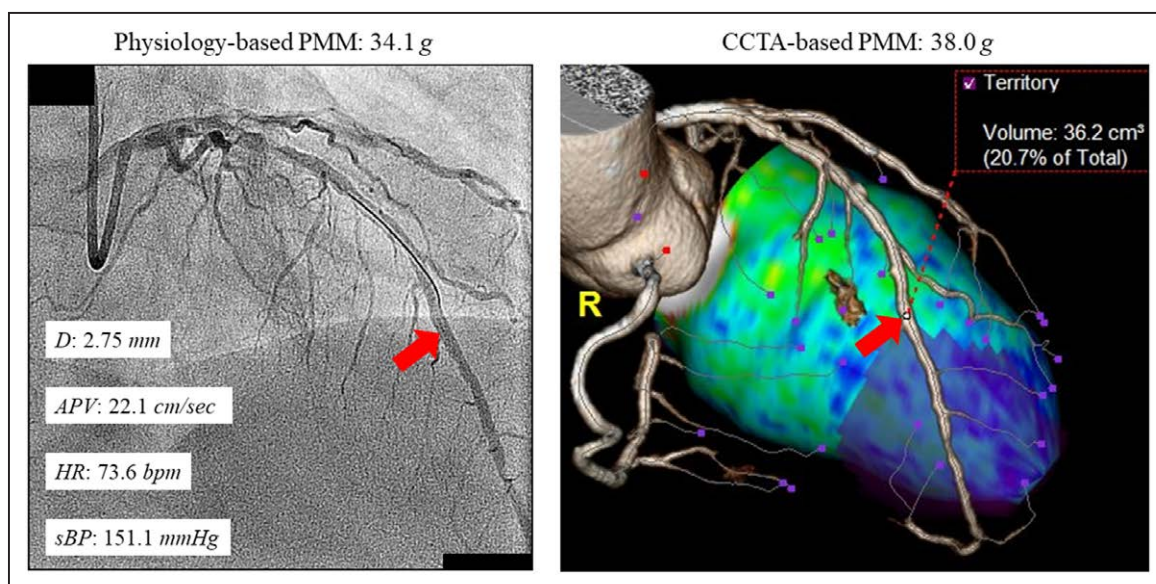 Physiology-based PMM: 34.1 g
CCTA-based PMM: 38.0 g
D: 2.75 mm
APV: 22.1 cm/sec
HR: 73.6 bpm
sBP: 151.1 mmHg
Territory
Volume: 36.2 cm³
(20.7% of Total)
R